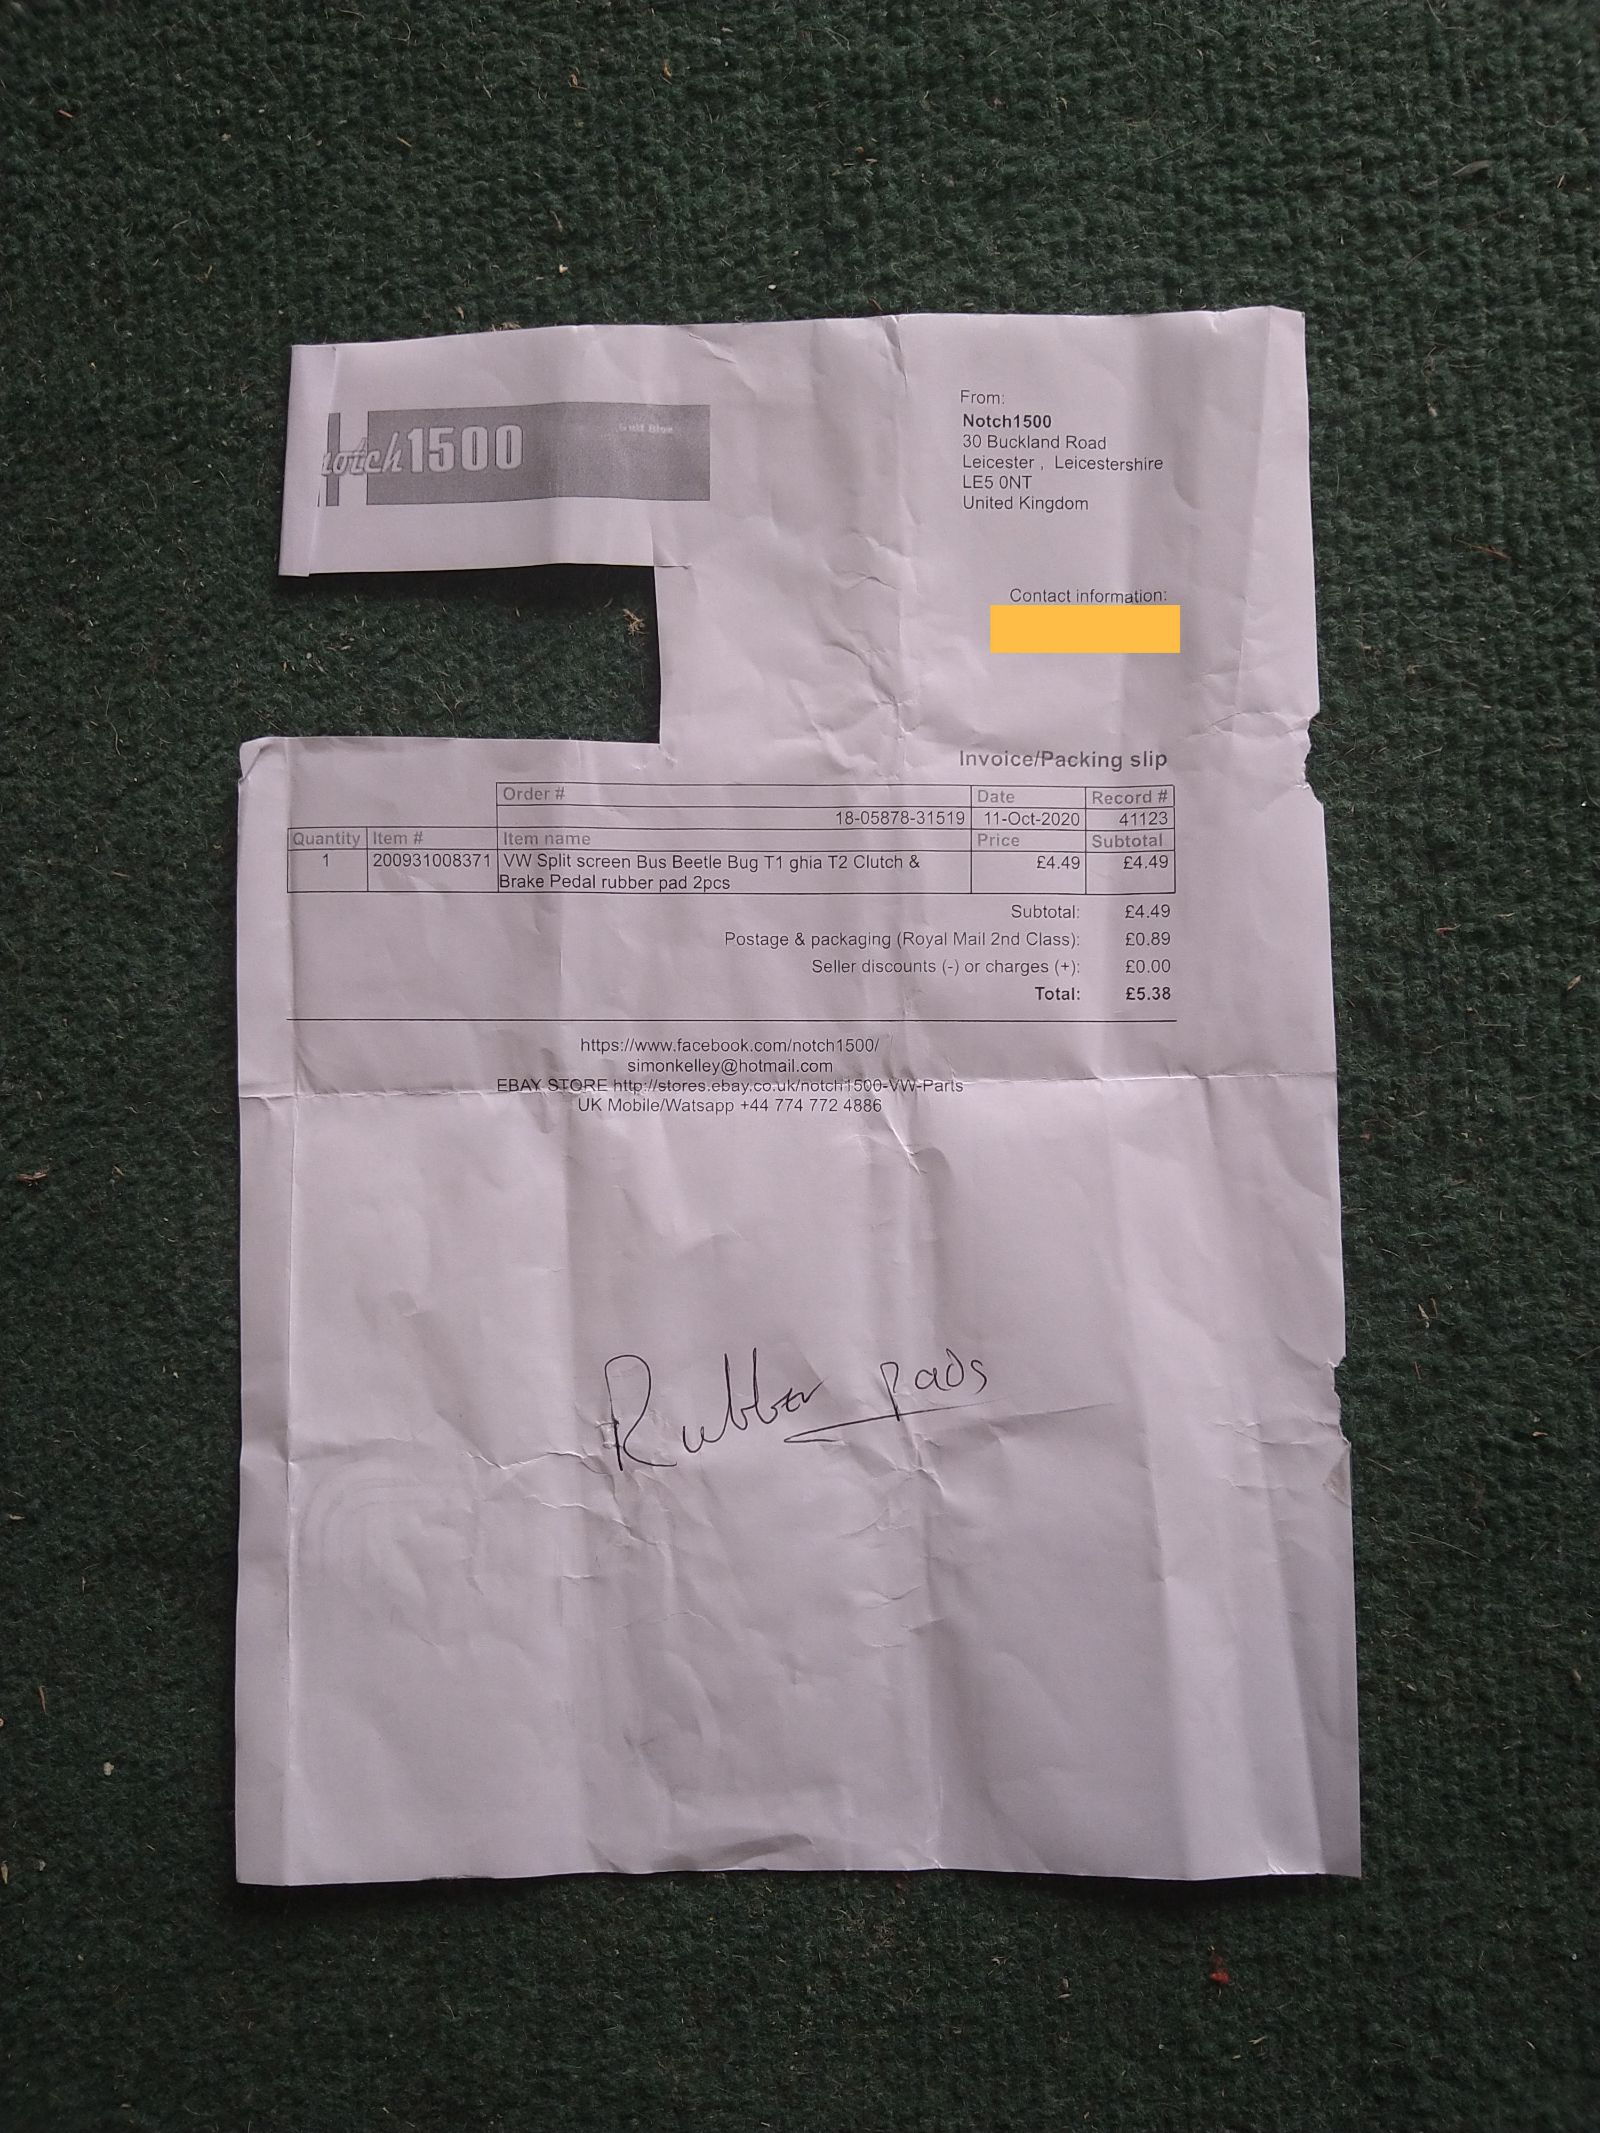 notch1500
From:
Notch1500
30 Buckland Road
Leicester , Leicestershire
LE5 0NT
United Kingdom
Contact information:
Invoice/Packing slip
Order # Date Record #
18-05878-31519 11-Oct-2020 41123
Quantity Item # Item name Price Subtotal
1 200931008371 VW Split screen Bus Beetle Bug T1 ghia T2 Clutch & £4.49 £4.49
Brake Pedal rubber pad 2pcs
Subtotal: £4.49
Postage & packaging (Royal Mail 2nd Class): £0.89
Seller discounts (-) or charges (+): £0.00
Total: £5.38
https://www.facebook.com/notch1500/
simonkelley@hotmail.com
EBAY STORE http://stores.ebay.co.uk/notch1500-VW-Parts
UK Mobile/Watsapp +44 774 772 4886
Rubber pads